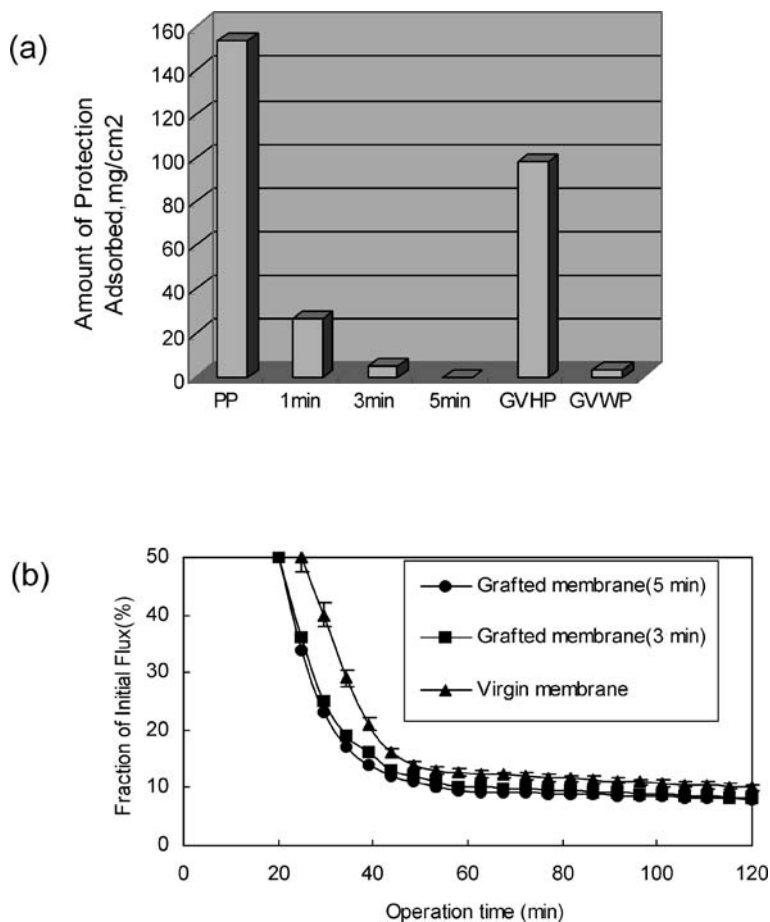 (a)
Amount of Protection
Adsorbed,mg/cm2
160
140
120
100
80
60
40
20
0
PP 1min 3min 5min GVHP GVWP
(b)
Fraction of Initial Flux(%)
50
40
30
20
10
0
Grafted membrane(5 min)
Grafted membrane(3 min)
Virgin membrane
0 20 40 60 80 100 120
Operation time (min)